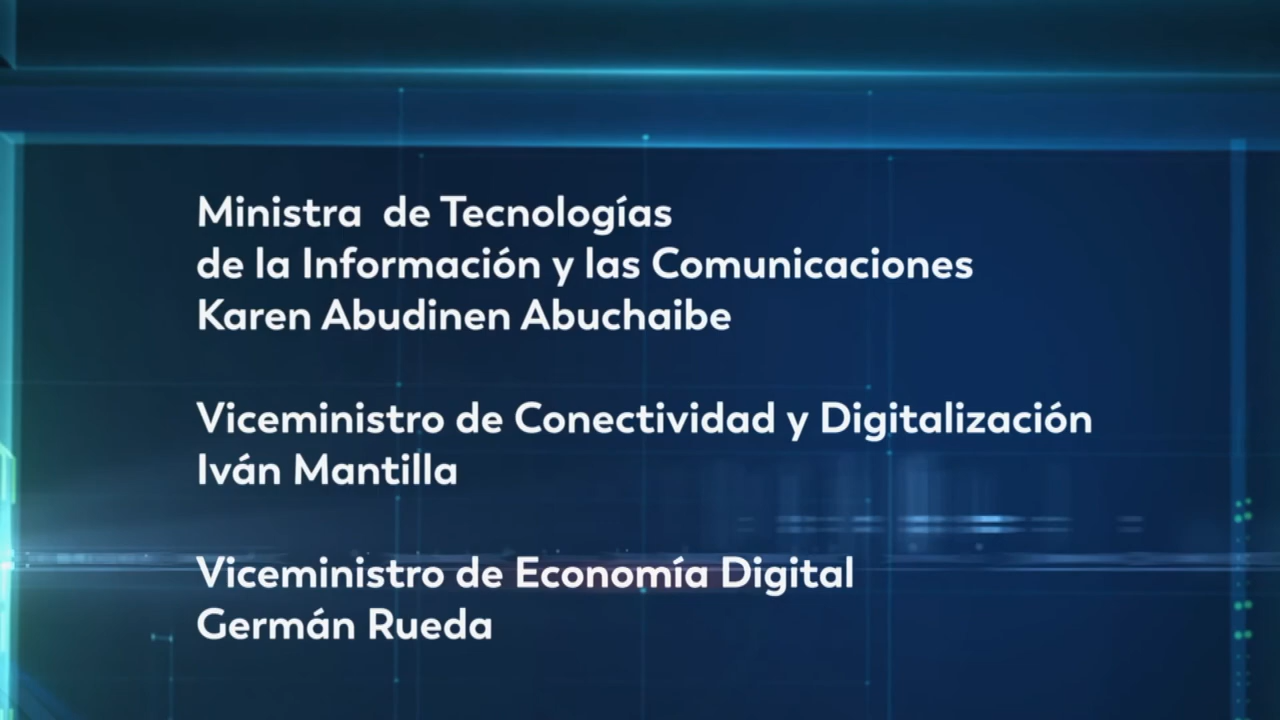 Ministra de Tecnologías
de la Información y las Comunicaciones
Karen Abudinen Abuchaibe
Viceministro de Conectividad y Digitalización
Iván Mantilla
Viceministro de Economía Digital
Germán Rueda